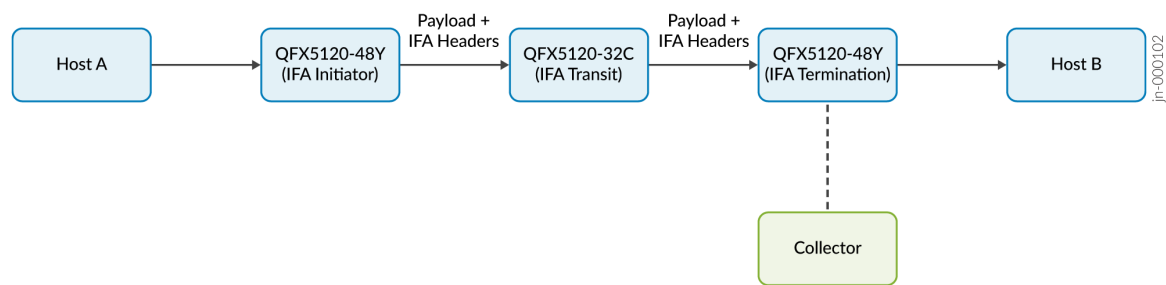 Payload +
IFA Headers
Payload +
IFA Headers
Host A
QFX5120-48Y
(IFA Initiator)
QFX5120-32C
(IFA Transit)
QFX5120-48Y
(IFA Termination)
Host B
jn-000102
Collector